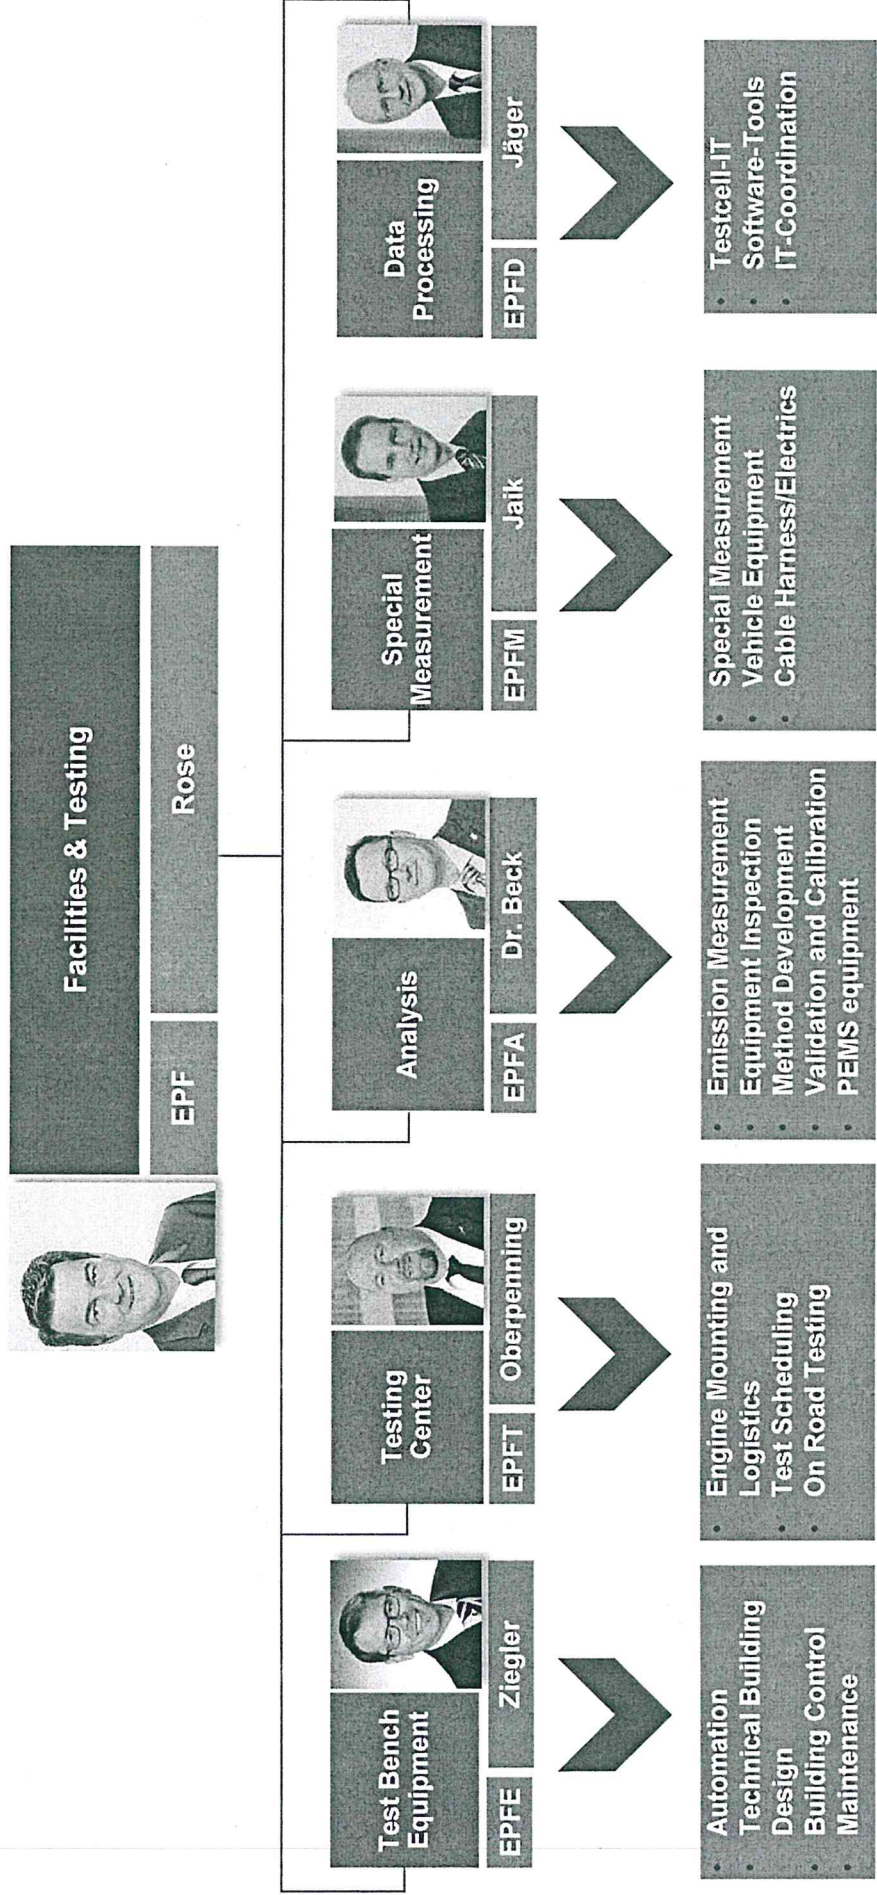 Facilities & Testing
EPF
Rose
Test Bench
Equipment
EPFE
Ziegler
• Automation
• Technical Building
Design
• Building Control
• Maintenance
Testing
Center
EPFT
Oberpenning
• Engine Mounting and
Logistics
• Test Scheduling
• On Road Testing
Analysis
EPFA
Dr. Beck
• Emission Measurement
• Equipment Inspection
• Method Development
• Validation and Calibration
• PEMS equipment
Special
Measurement
EPFM
Jaik
• Special Measurement
• Vehicle Equipment
• Cable Harness/Electrics
Data
Processing
EPFD
Jäger
• Testcell-IT
• Software-Tools
• IT-Coordination